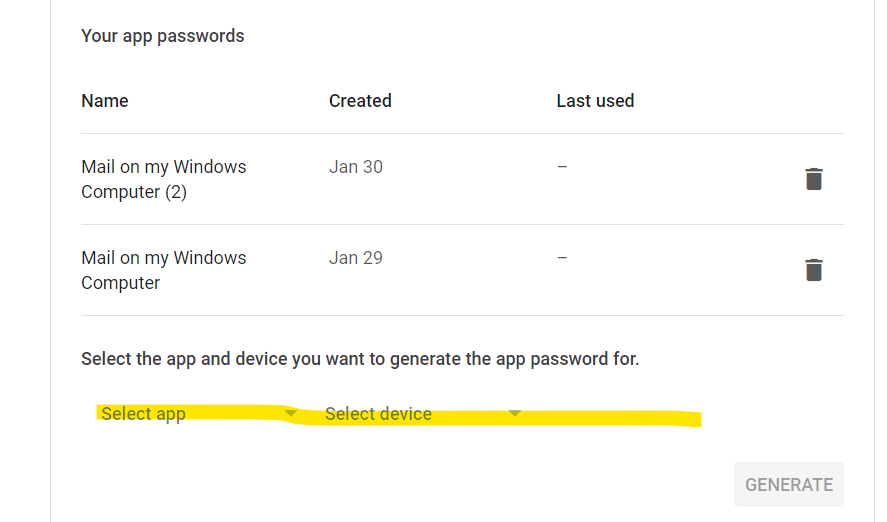 Your app passwords
Name Created Last used
Mail on my Windows Jan 30 –
Computer (2)
Mail on my Windows Jan 29 –
Computer
Select the app and device you want to generate the app password for.
Select app Select device
GENERATE